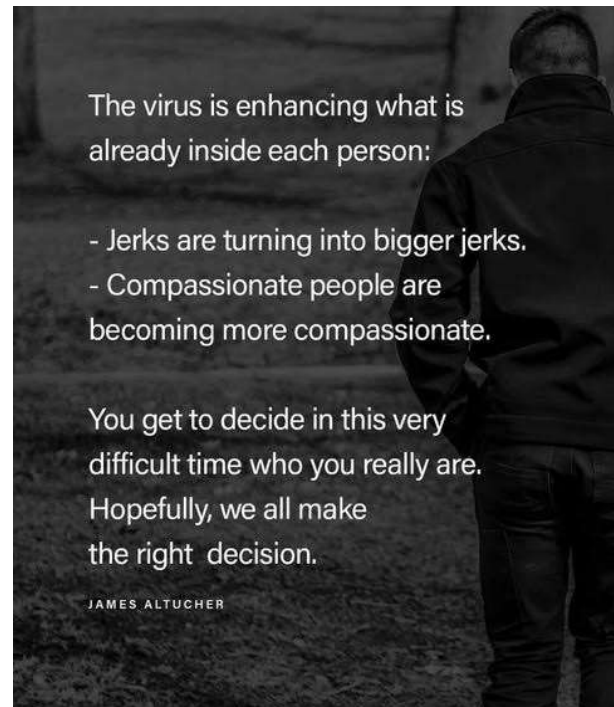 The virus is enhancing what is
already inside each person:
- Jerks are turning into bigger jerks.
- Compassionate people are
becoming more compassionate.
You get to decide in this very
difficult time who you really are.
Hopefully, we all make
the right  decision.
JAMES ALTUCHER